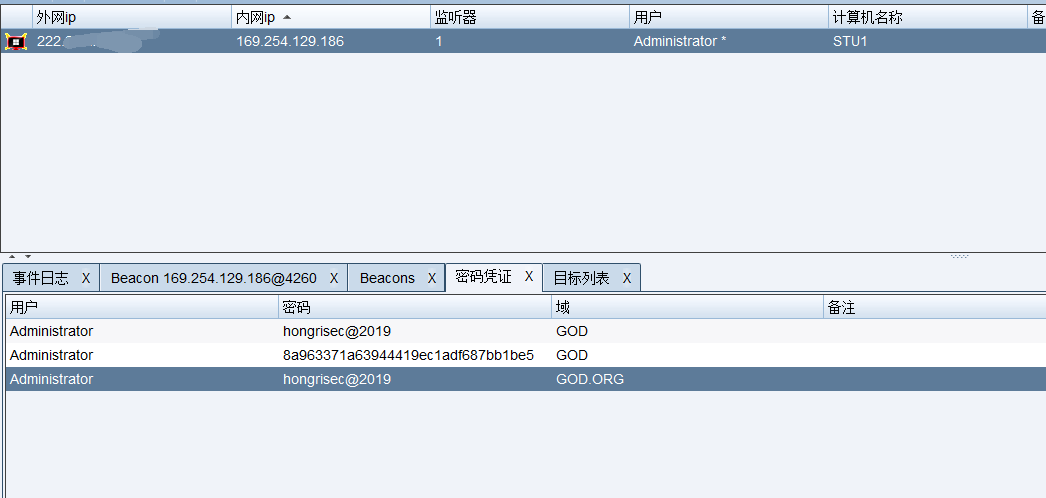 外网ip 内网ip 监听器 用户 计算机名称 备
222. 169.254.129.186 1 Administrator * STU1
事件日志 X Beacon 169.254.129.186@4260 X Beacons X 密码凭证 X 目标列表 X
用户 密码 域 备注
Administrator hongrisec@2019 GOD
Administrator 8a963371a63944419ec1adf687bb1be5 GOD
Administrator hongrisec@2019 GOD.ORG